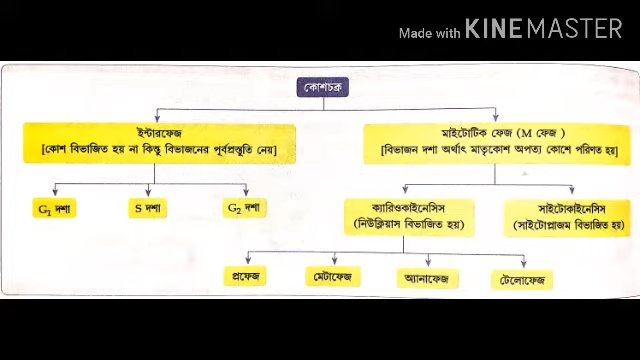 Made with KINEMASTER
কোশচক্র
ইন্টারফেজ
[কোশ বিভাজিত হয় না কিন্তু বিভাজনের পূর্বপ্রস্তুতি নেয়]
মাইটোটিক ফেজ (M ফেজ )
[বিভাজন দশা অর্থাৎ মাতৃকোশ অপত্য কোশে পরিণত হয়]
G₁ দশা
S দশা
G₂ দশা
ক্যারিওকাইনেসিস
(নিউক্লিয়াস বিভাজিত হয়)
সাইটোকাইনেসিস
(সাইটোপ্লাজম বিভাজিত হয়)
প্রফেজ
মেটাফেজ
অ্যানাফেজ
টেলোফেজ